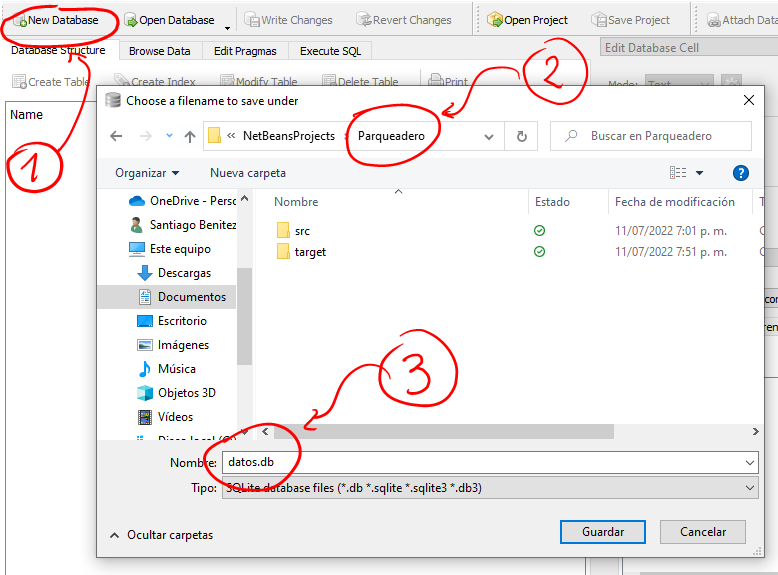 New Database Open Database Write Changes Revert Changes Open Project Save Project Attach Data
Database Structure Browse Data Edit Pragmas Execute SQL Edit Database Cell
Create Table Create Index Modify Table Delete Table Print Mode: Text
Name
1
2
3
Choose a filename to save under
« NetBeansProjects Parqueadero Buscar en Parqueadero
Organizar Nueva carpeta
Nombre Estado Fecha de modificación T
OneDrive - Perso
Santiago Benitez
Este equipo
Descargas
Documentos
Escritorio
Imágenes
Música
Objetos 3D
Vídeos
Disco local (C
src 11/07/2022 7:01 p. m. C
target 11/07/2022 7:51 p. m. C
Nombre: datos.db
Tipo: SQLite database files (*.db *.sqlite *.sqlite3 *.db3)
Ocultar carpetas Guardar Cancelar
con
ren